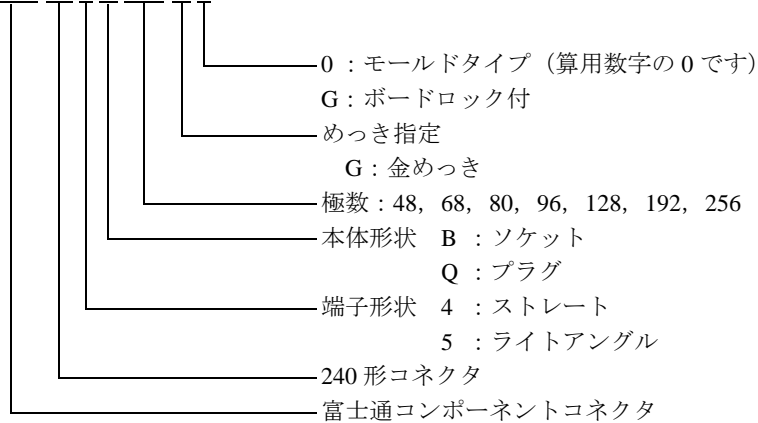 0 ：モールドタイプ（算用数字の 0 です）
G：ボードロック付
めっき指定
G：金めっき
極数：48，68，80，96，128，192，256
本体形状 B ：ソケット
Q ：プラグ
端子形状 4 ：ストレート
5 ：ライトアングル
240 形コネクタ
富士通コンポーネントコネクタ